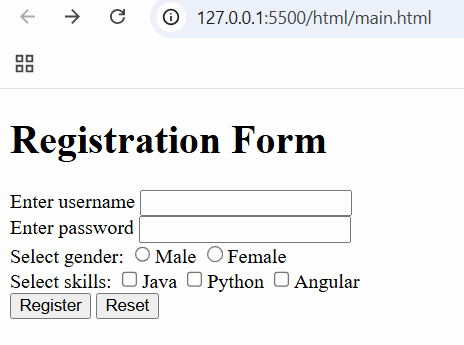 127.0.0.1:5500/html/main.html
Registration Form
Enter username
Enter password
Select gender: Male Female
Select skills: Java Python Angular
Register Reset